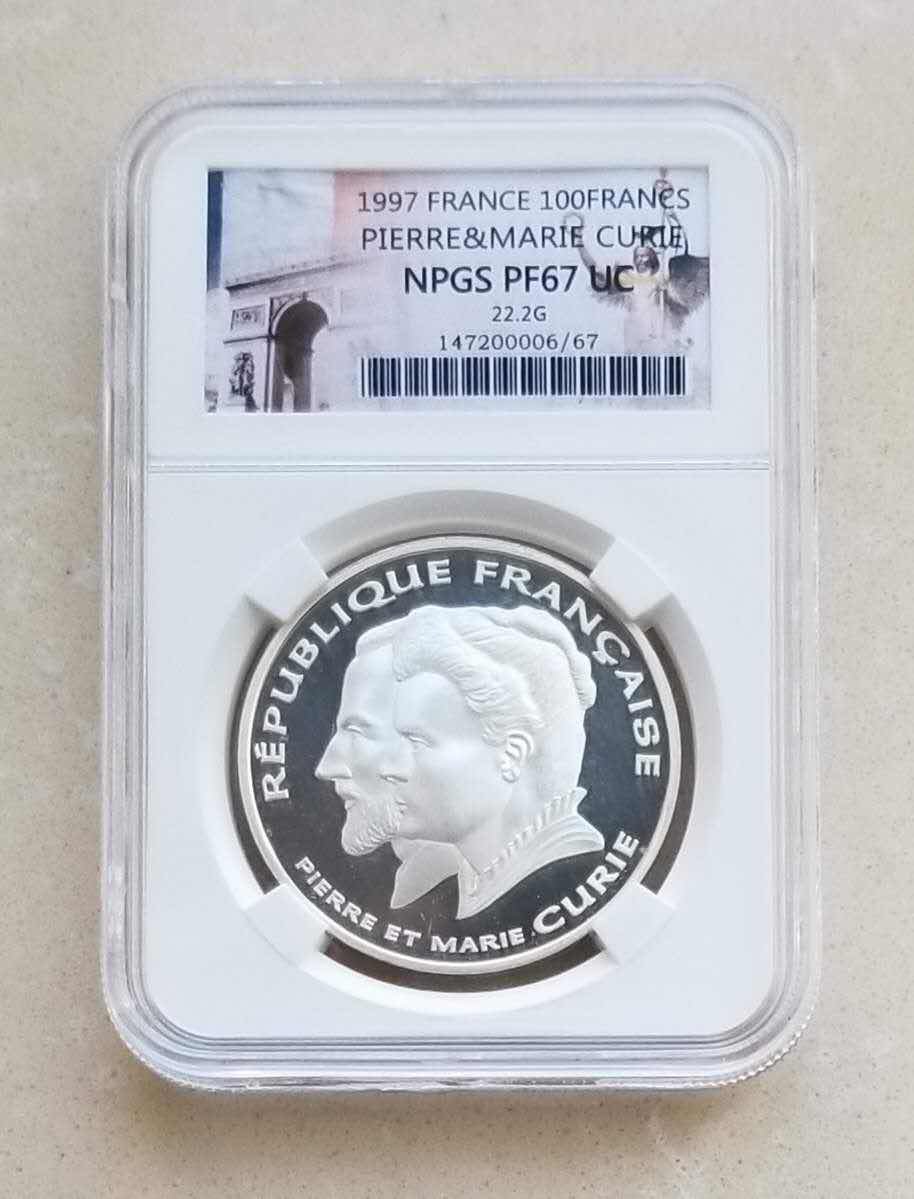 1997 FRANCE 100FRANCS
PIERRE&MARIE CURIE
NPGS PF67 UC
22.2G
147200006/67
RÉPUBLIQUE FRANÇAISE
PIERRE ET MARIE CURIE